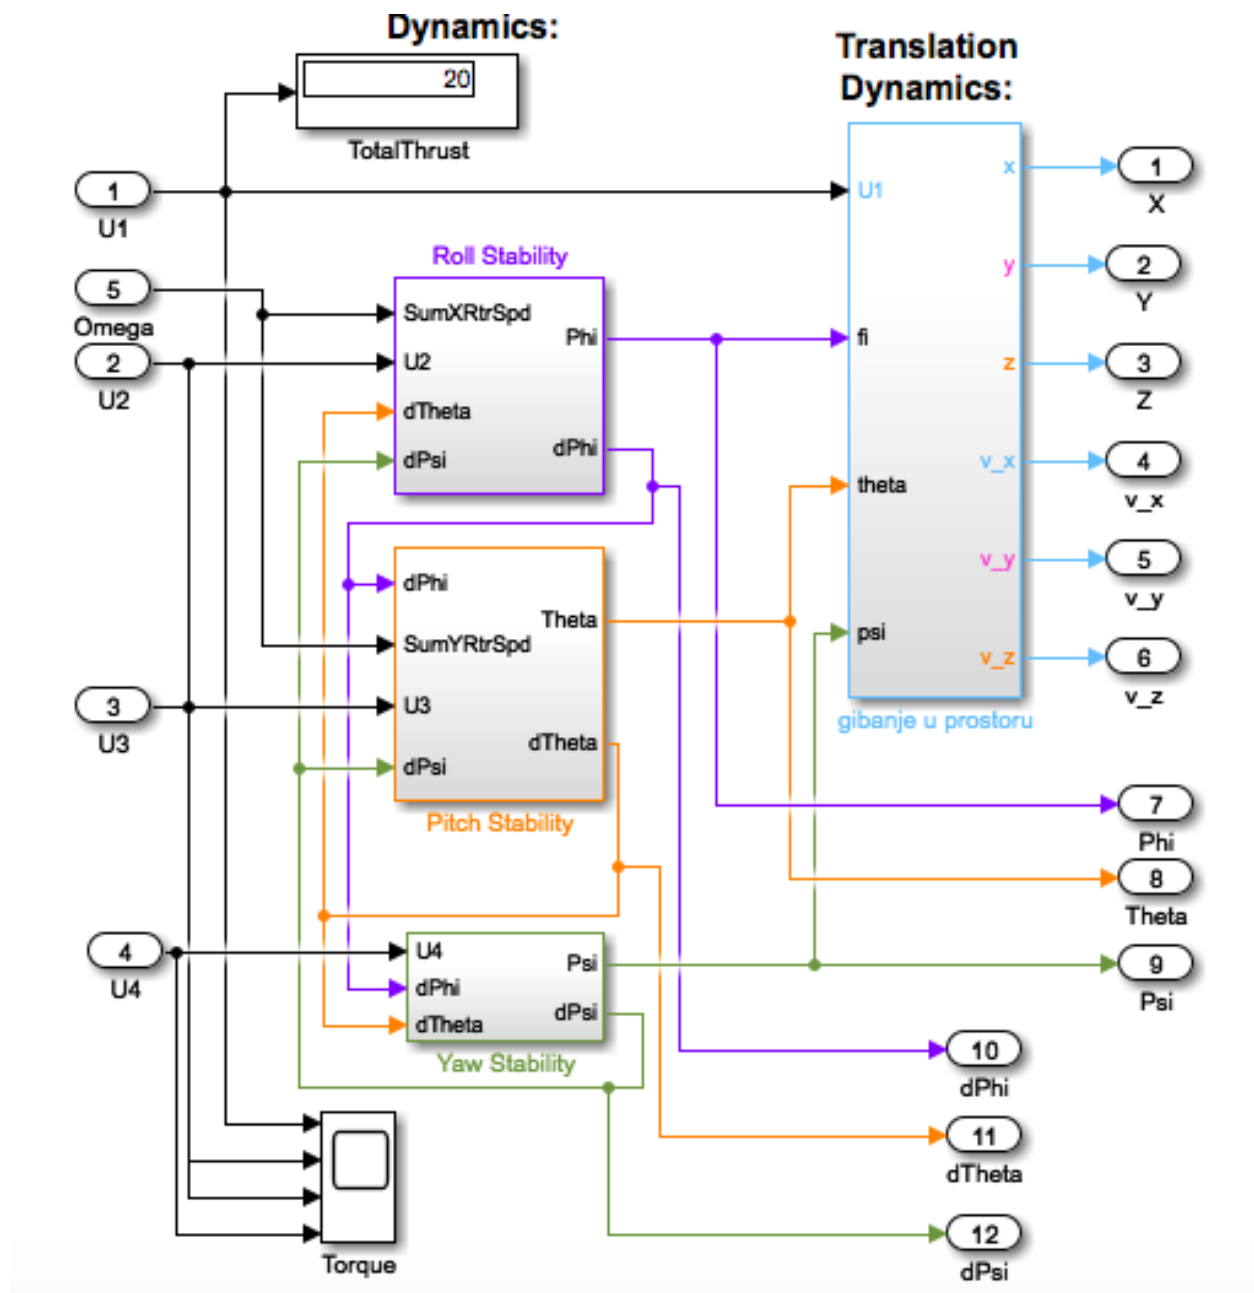 Dynamics:
20
TotalThrust
Translation
Dynamics:
1
U1
5
Omega
2
U2
3
U3
4
U4
Roll Stability
SumXRtrSpd
U2
dTheta
dPsi
Phi
dPhi
dPhi
SumYRtrSpd
U3
dPsi
Theta
dTheta
Pitch Stability
U4
dPhi
dTheta
Psi
dPsi
Yaw Stability
Torque
U1
fi
theta
psi
x
y
z
v_x
v_y
v_z
gibanje u prostoru
1
X
2
Y
3
Z
4
v_x
5
v_y
6
v_z
7
Phi
8
Theta
9
Psi
10
dPhi
11
dTheta
12
dPsi